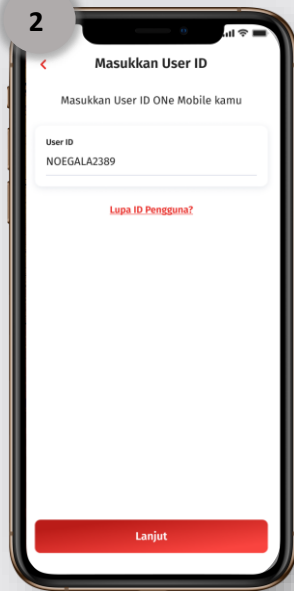 2
Masukkan User ID
Masukkan User ID ONe Mobile kamu
User ID
NOEGALA2389
Lupa ID Pengguna?
Lanjut